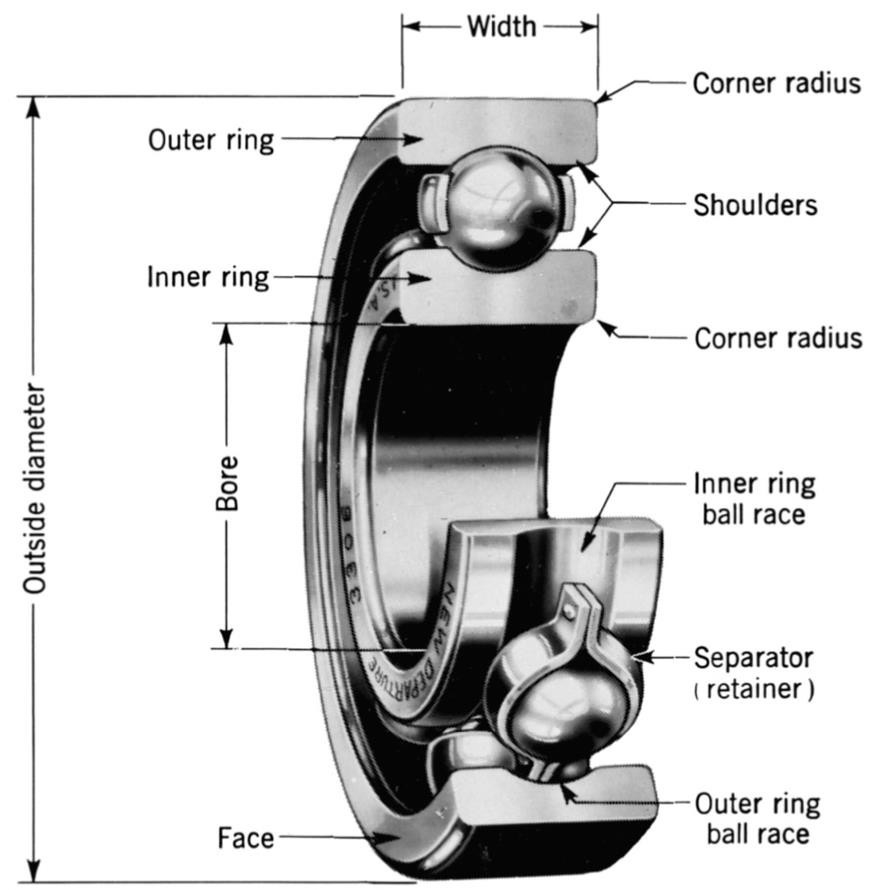 Width
Corner radius
Outer ring
Shoulders
Inner ring
U.S.A.
Corner radius
Outside diameter
Bore
Inner ring
ball race
3306
NEW DEPARTURE
Separator
(retainer)
Outer ring
ball race
Face